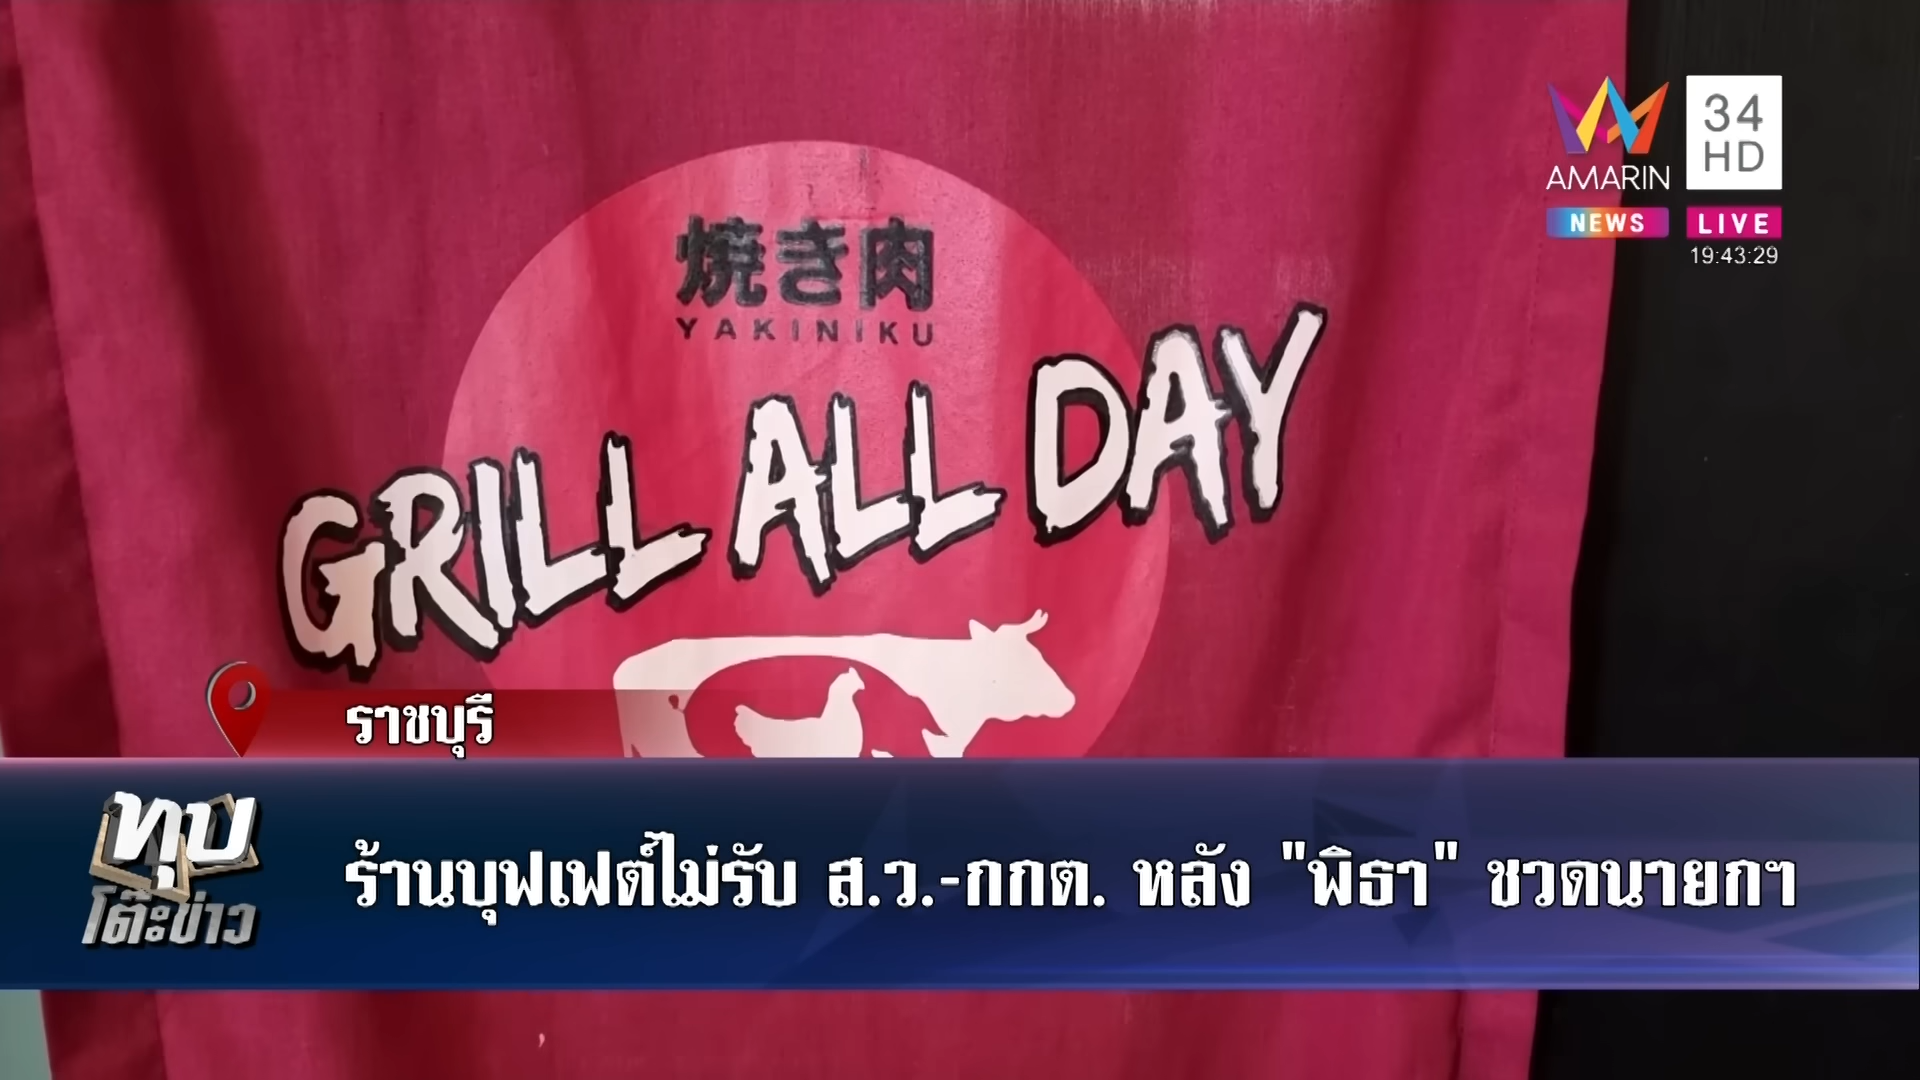 34
HD
AMARIN
NEWS
LIVE
19:43:29
焼き肉
YAKINIKU
GRILL ALL DAY
ราชบุรี
ทุบ
โต๊ะข่าว
ร้านบุฟเฟต์ไม่รับ ส.ว.-กกต. หลัง "พิธา" ชวดนายกฯ